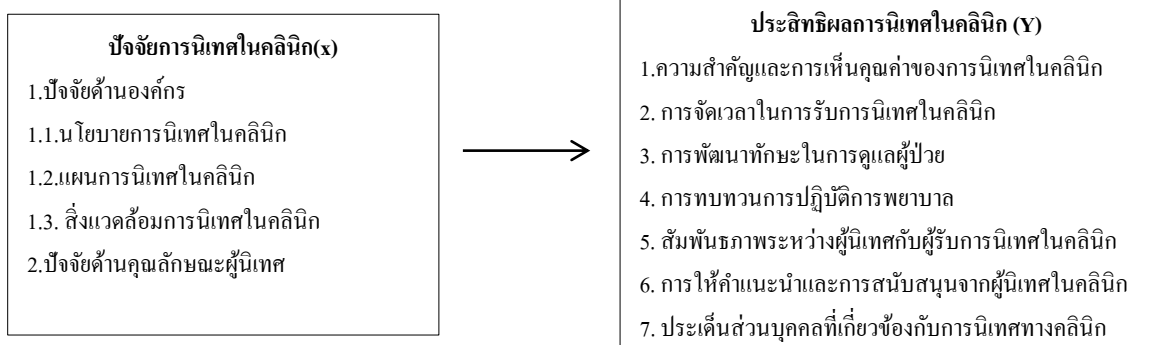 ปัจจัยการนิเทศในคลินิก(x)
1.ปัจจัยด้านองค์กร
1.1.นโยบายการนิเทศในคลินิก
1.2.แผนการนิเทศในคลินิก
1.3. สิ่งแวดล้อมการนิเทศในคลินิก
2.ปัจจัยด้านคุณลักษณะผู้นิเทศ
ประสิทธิผลการนิเทศในคลินิก (Y)
1.ความสำคัญและการเห็นคุณค่าของการนิเทศในคลินิก
2. การจัดเวลาในการรับการนิเทศในคลินิก
3. การพัฒนาทักษะในการดูแลผู้ป่วย
4. การทบทวนการปฏิบัติการพยาบาล
5. สัมพันธภาพระหว่างผู้นิเทศกับผู้รับการนิเทศในคลินิก
6. การให้คำแนะนำและการสนับสนุนจากผู้นิเทศในคลินิก
7. ประเด็นส่วนบุคคลที่เกี่ยวข้องกับการนิเทศทางคลินิก